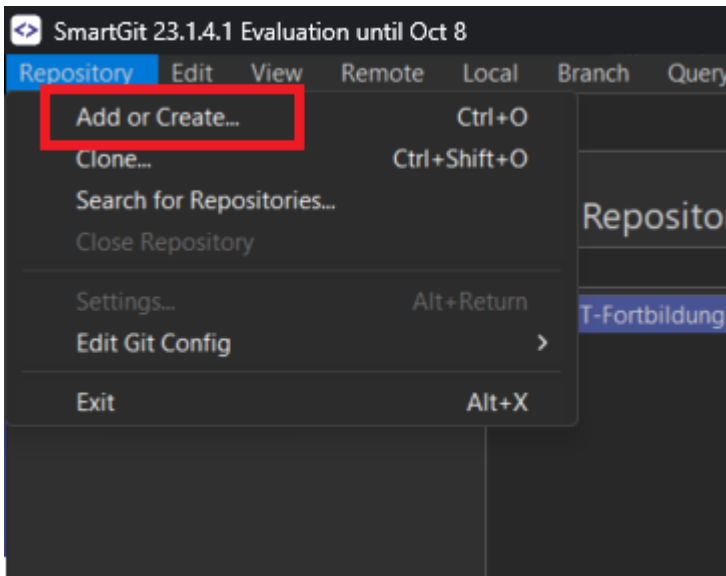 SmartGit 23.1.4.1 Evaluation until Oct 8
Repository Edit View Remote Local Branch Query
Add or Create... Ctrl+O
Clone... Ctrl+Shift+O
Search for Repositories...
Reposito
Close Repository
Settings... Alt+Return
T-Fortbildung
Edit Git Config
Exit Alt+X